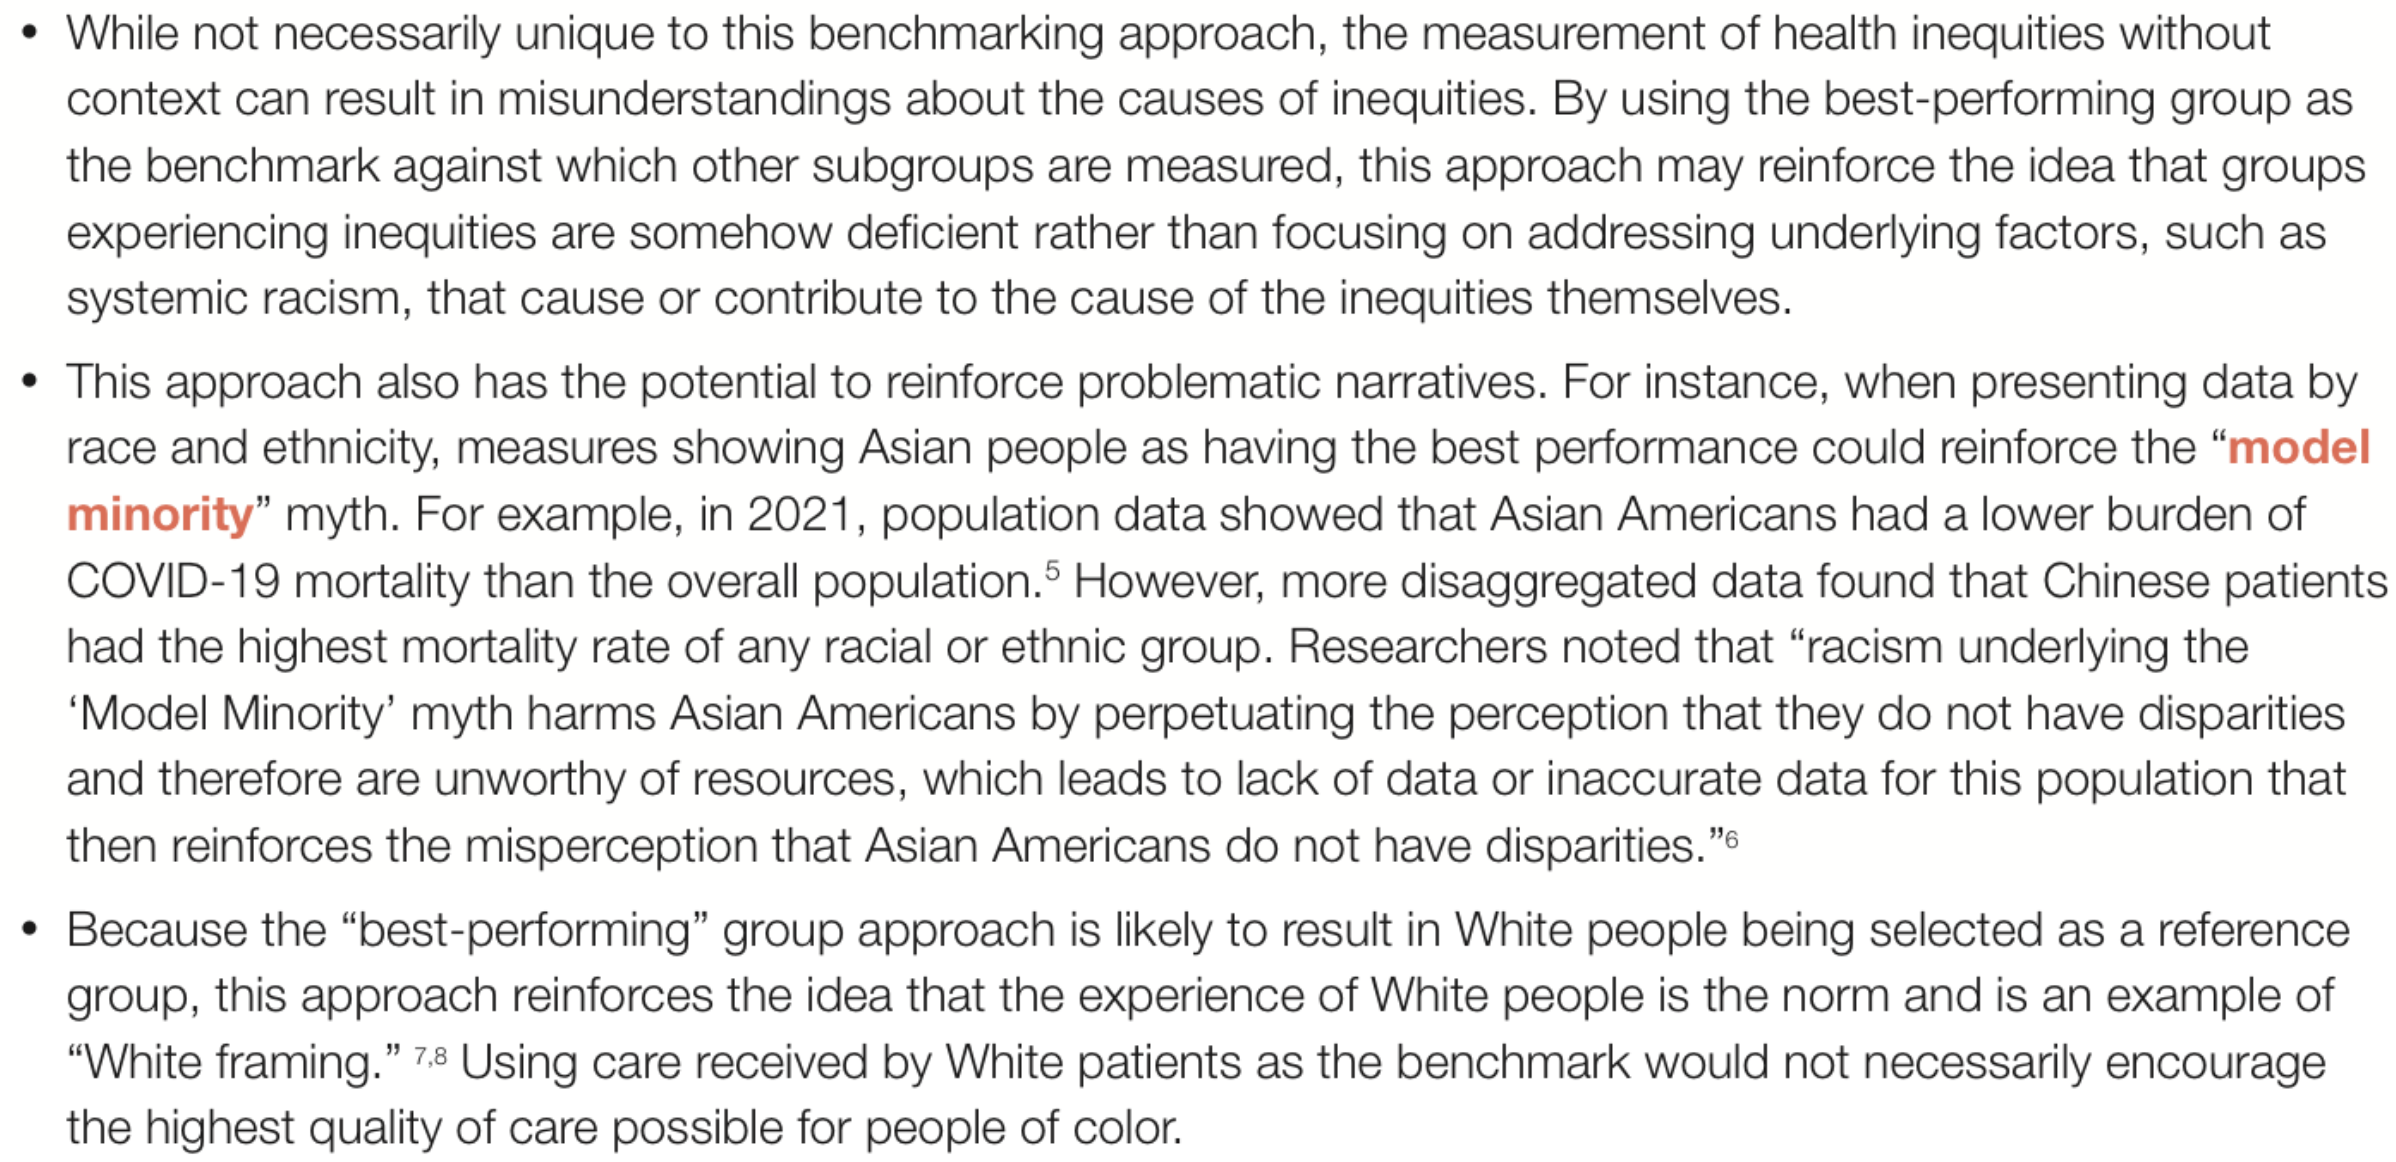 • While not necessarily unique to this benchmarking approach, the measurement of health inequities without
context can result in misunderstandings about the causes of inequities. By using the best-performing group as
the benchmark against which other subgroups are measured, this approach may reinforce the idea that groups
experiencing inequities are somehow deficient rather than focusing on addressing underlying factors, such as
systemic racism, that cause or contribute to the cause of the inequities themselves.
• This approach also has the potential to reinforce problematic narratives. For instance, when presenting data by
race and ethnicity, measures showing Asian people as having the best performance could reinforce the “model
minority” myth. For example, in 2021, population data showed that Asian Americans had a lower burden of
COVID-19 mortality than the overall population.5 However, more disaggregated data found that Chinese patients
had the highest mortality rate of any racial or ethnic group. Researchers noted that “racism underlying the
‘Model Minority’ myth harms Asian Americans by perpetuating the perception that they do not have disparities
and therefore are unworthy of resources, which leads to lack of data or inaccurate data for this population that
then reinforces the misperception that Asian Americans do not have disparities.”6
• Because the “best-performing” group approach is likely to result in White people being selected as a reference
group, this approach reinforces the idea that the experience of White people is the norm and is an example of
“White framing.” 7,8 Using care received by White patients as the benchmark would not necessarily encourage
the highest quality of care possible for people of color.